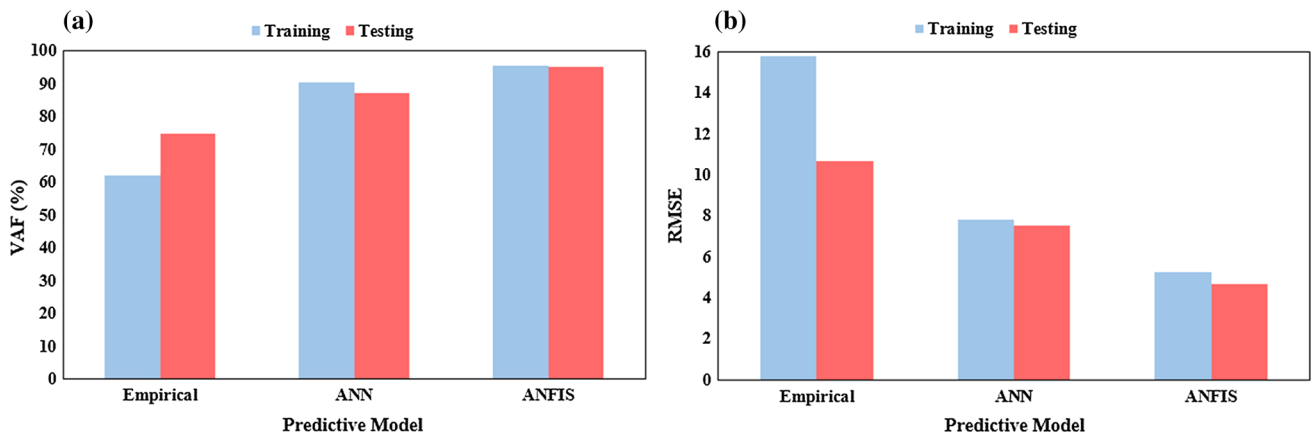 (a)
Training Testing
100
90
80
70
60
50
40
30
20
10
0
VAF (%)
Empirical ANN ANFIS
Predictive Model
(b)
Training Testing
16
14
12
10
8
6
4
2
0
RMSE
Empirical ANN ANFIS
Predictive Model